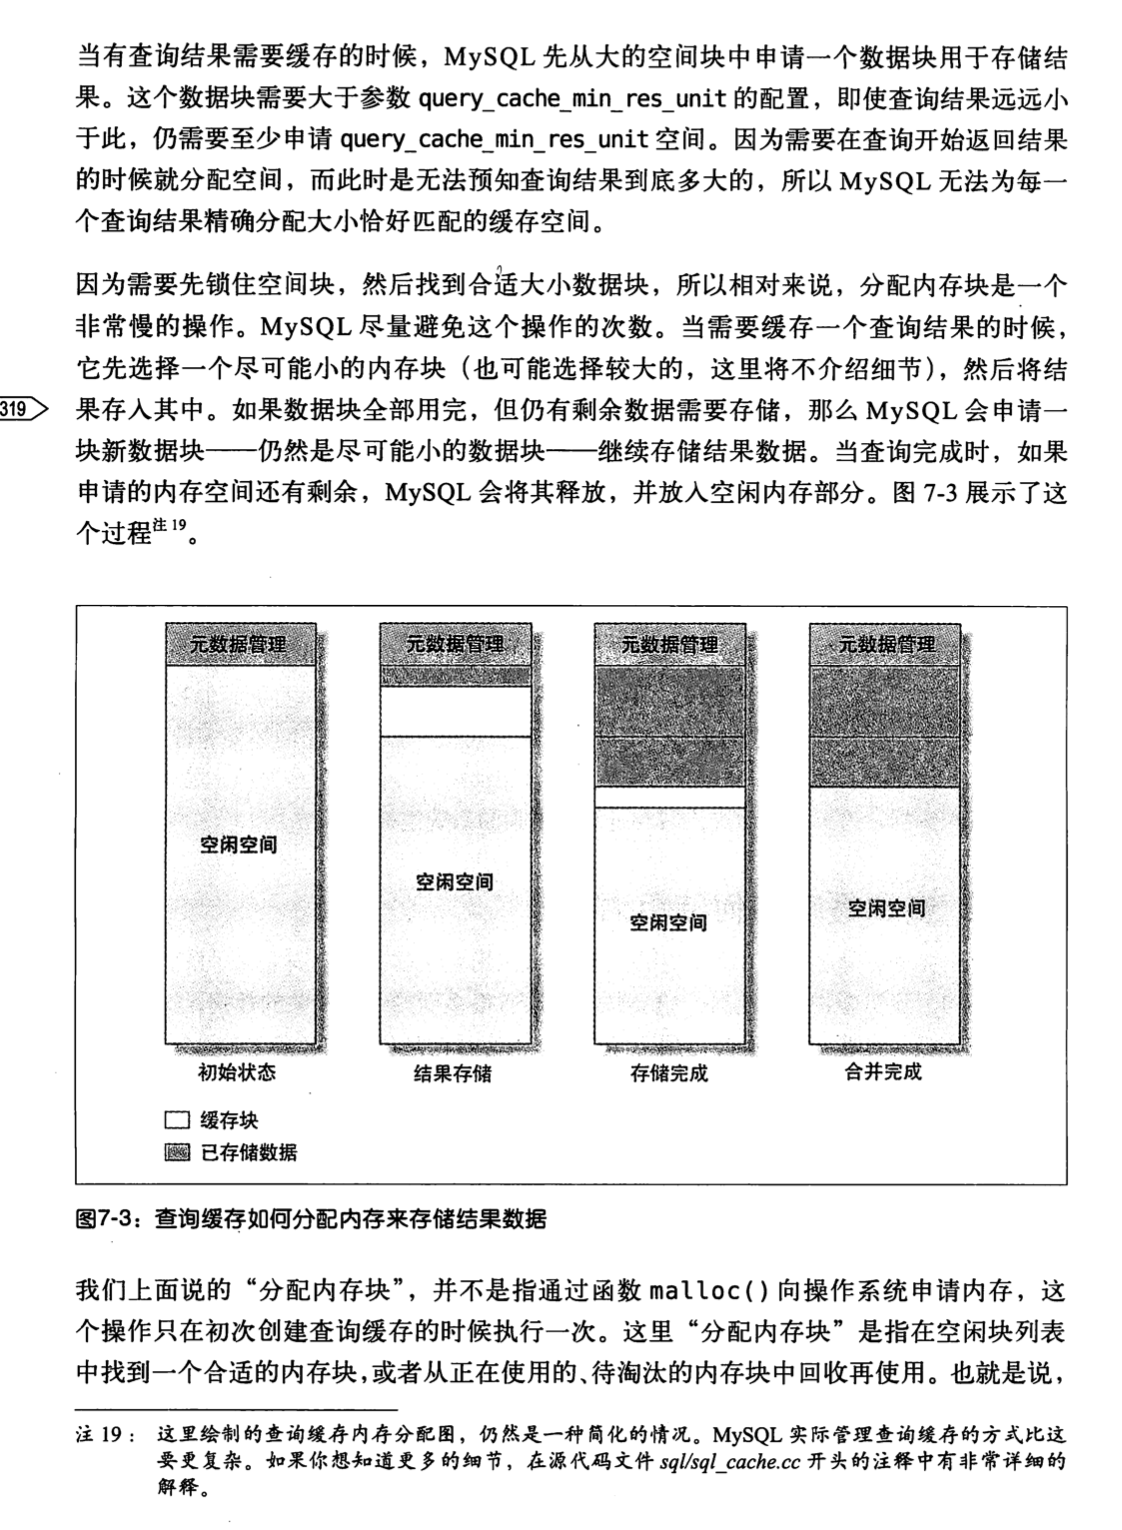 当有查询结果需要缓存的时候，MySQL 先从大的空间块中申请一个数据块用于存储结
果。这个数据块需要大于参数 query_cache_min_res_unit 的配置，即使查询结果远远小
于此，仍需要至少申请 query_cache_min_res_unit 空间。因为需要在查询开始返回结果
的时候就分配空间，而此时是无法预知查询结果到底多大的，所以 MySQL 无法为每一
个查询结果精确分配大小恰好匹配的缓存空间。
因为需要先锁住空间块，然后找到合适大小数据块，所以相对来说，分配内存块是一个
非常慢的操作。MySQL 尽量避免这个操作的次数。当需要缓存一个查询结果的时候，
它先选择一个尽可能小的内存块（也可能选择较大的，这里将不介绍细节），然后将结
319
果存入其中。如果数据块全部用完，但仍有剩余数据需要存储，那么 MySQL 会申请一
块新数据块——仍然是尽可能小的数据块——继续存储结果数据。当查询完成时，如果
申请的内存空间还有剩余，MySQL 会将其释放，并放入空闲内存部分。图 7-3 展示了这
个过程注 19。
元数据管理 元数据管理 元数据管理 元数据管理
空闲空间 空闲空间 空闲空间 空闲空间
初始状态 结果存储 存储完成 合并完成
缓存块
已存储数据
图7-3：查询缓存如何分配内存来存储结果数据
我们上面说的“分配内存块”，并不是指通过函数 malloc() 向操作系统申请内存，这
个操作只在初次创建查询缓存的时候执行一次。这里“分配内存块”是指在空闲块列表
中找到一个合适的内存块，或者从正在使用的、待淘汰的内存块中回收再使用。也就是说，
注 19： 这里绘制的查询缓存内存分配图，仍然是一种简化的情况。MySQL 实际管理查询缓存的方式比这
要更复杂。如果你想知道更多的细节，在源代码文件 sql/sql_cache.cc 开头的注释中有非常详细的
解释。